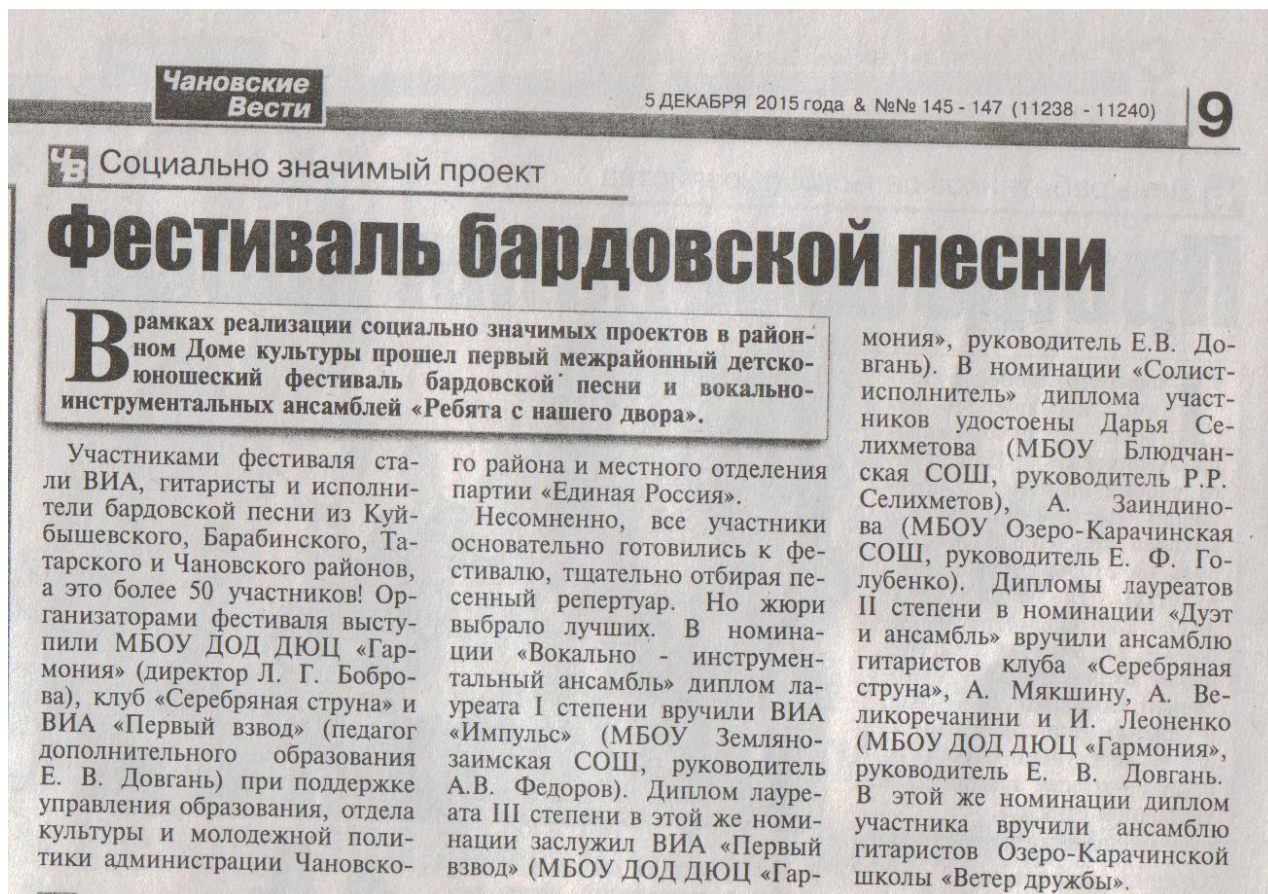 Чановские
Вести
5 ДЕКАБРЯ 2015 года & №№ 145 - 147 (11238 - 11240)
9
ЧВ Социально значимый проект
Фестиваль бардовской песни
В рамках реализации социально значимых проектов в район-
ном Доме культуры прошел первый межрайонный детско-
юношеский фестиваль бардовской песни и вокально-
инструментальных ансамблей «Ребята с нашего двора».
Участниками фестиваля ста-
ли ВИА, гитаристы и исполни-
тели бардовской песни из Куй-
бышевского, Барабинского, Та-
тарского и Чановского районов,
а это более 50 участников! Ор-
ганизаторами фестиваля высту-
пили МБОУ ДОД ДЮЦ «Гар-
мония» (директор Л. Г. Бобро-
ва), клуб «Серебряная струна» и
ВИА «Первый взвод» (педагог
дополнительного образования
Е. В. Довгань) при поддержке
управления образования, отдела
культуры и молодежной поли-
тики администрации Чановско-
го района и местного отделения
партии «Единая Россия».
Несомненно, все участники
основательно готовились к фе-
стивалю, тщательно отбирая пе-
сенный репертуар. Но жюри
выбрало лучших. В номина-
ции «Вокально - инструмен-
тальный ансамбль» диплом ла-
уреата I степени вручили ВИА
«Импульс» (МБОУ Земляно-
заимская СОШ, руководитель
А.В. Федоров). Диплом лауре-
ата III степени в этой же номи-
нации заслужил ВИА «Первый
взвод» (МБОУ ДОД ДЮЦ «Гар-
мония», руководитель Е.В. До-
вгань). В номинации «Солист-
исполнитель» диплома участ-
ников удостоены Дарья Се-
лихметова (МБОУ Блюдчан-
ская СОШ, руководитель Р.Р.
Селихметов), А. Заиндино-
ва (МБОУ Озеро-Карачинская
СОШ, руководитель Е. Ф. Го-
лубенко). Дипломы лауреатов
II степени в номинации «Дуэт
и ансамбль» вручили ансамблю
гитаристов клуба «Серебряная
струна», А. Мякшину, А. Ве-
ликоречанини и И. Леоненко
(МБОУ ДОД ДЮЦ «Гармония»,
руководитель Е. В. Довгань.
В этой же номинации диплом
участника вручили ансамблю
гитаристов Озеро-Карачинской
школы «Ветер дружбы».